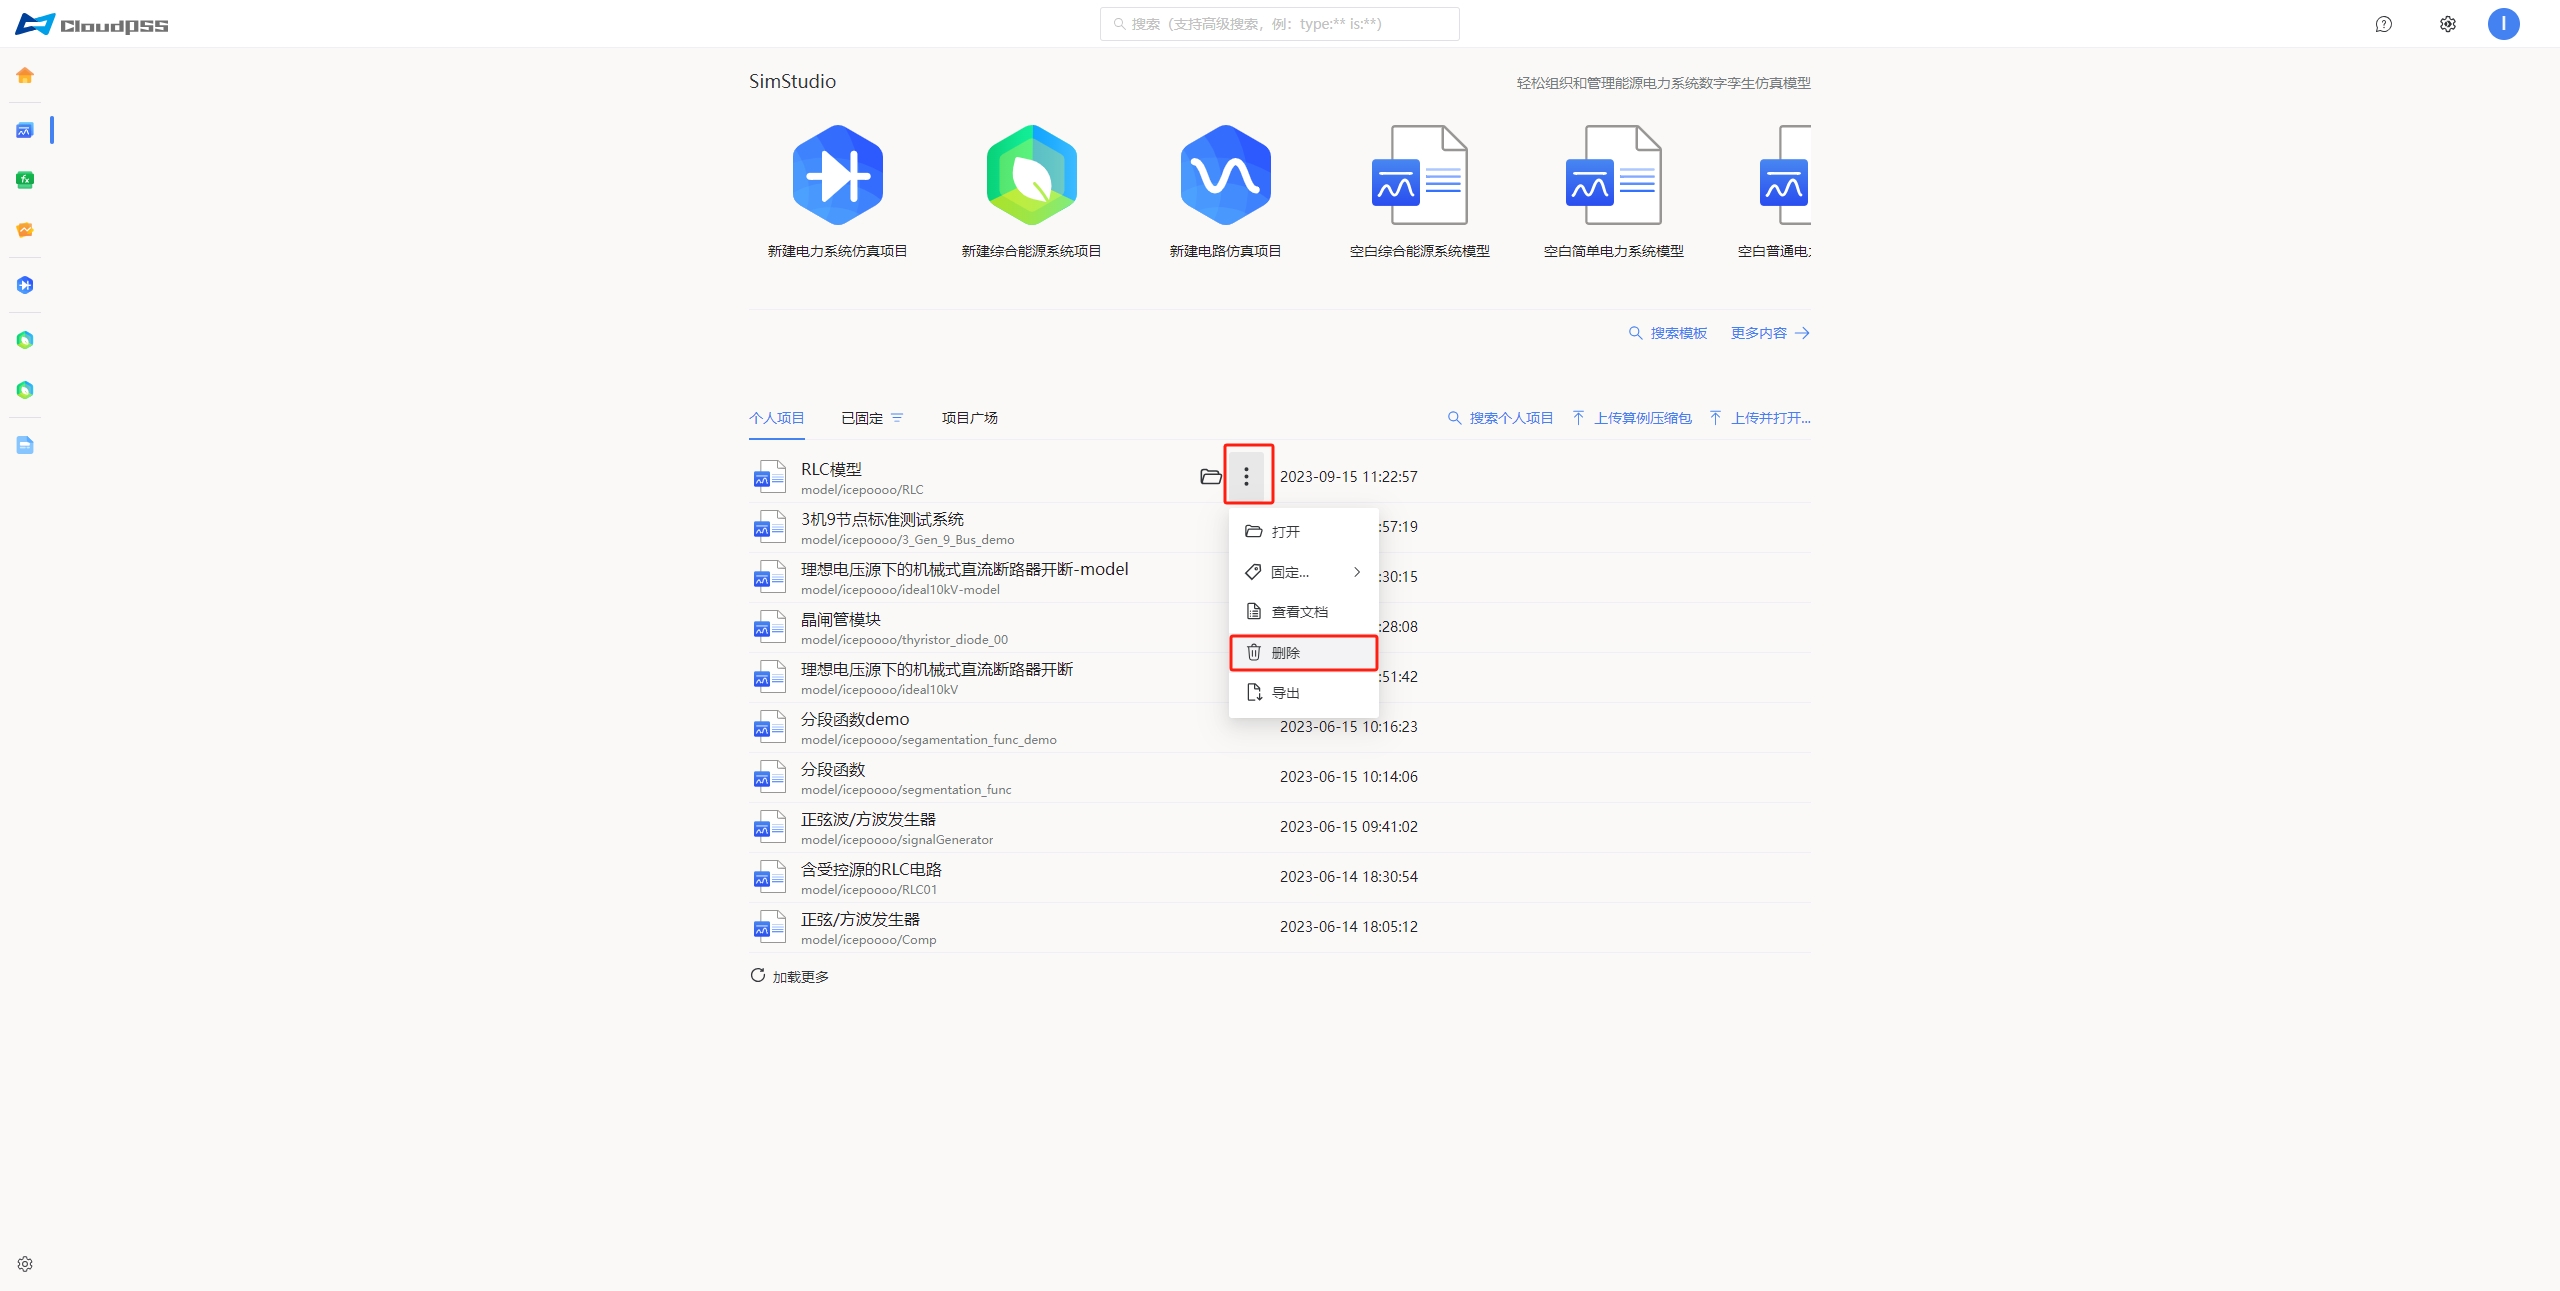 CloudPSS
搜索（支持高级搜索，例：type:** is:**）
I
SimStudio
轻松组织和管理能源电力系统数字孪生仿真模型
新建电力系统仿真项目
新建综合能源系统项目
新建电路仿真项目
空白综合能源系统模型
空白简单电力系统模型
空白普通电
搜索模板
更多内容
个人项目
已固定
项目广场
搜索个人项目
上传算例压缩包
上传并打开...
RLC模型
model/icepoooo/RLC
2023-09-15 11:22:57
3机9节点标准测试系统
model/icepoooo/3_Gen_9_Bus_demo
:57:19
理想电压源下的机械式直流断路器开断-model
model/icepoooo/ideal10kV-model
:30:15
晶闸管模块
model/icepoooo/thyristor_diode_00
:28:08
理想电压源下的机械式直流断路器开断
model/icepoooo/ideal10kV
:51:42
打开
固定...
查看文档
删除
导出
分段函数demo
model/icepoooo/segamentation_func_demo
2023-06-15 10:16:23
分段函数
model/icepoooo/segmentation_func
2023-06-15 10:14:06
正弦波/方波发生器
model/icepoooo/signalGenerator
2023-06-15 09:41:02
含受控源的RLC电路
model/icepoooo/RLC01
2023-06-14 18:30:54
正弦/方波发生器
model/icepoooo/Comp
2023-06-14 18:05:12
加载更多